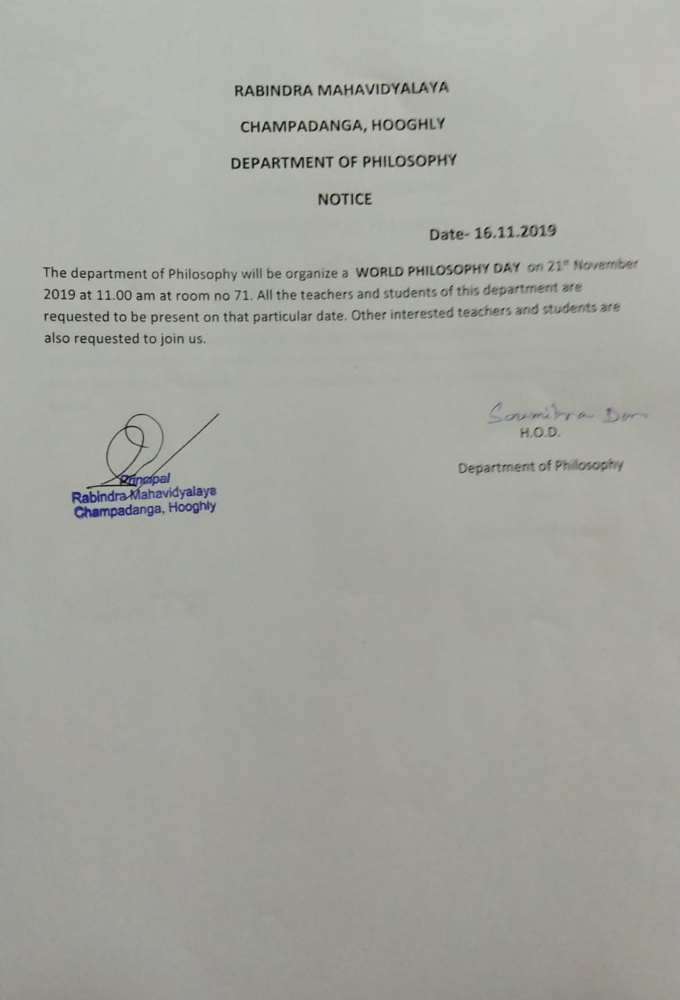 RABINDRA MAHAVIDYALAYA
CHAMPADANGA, HOOGHLY
DEPARTMENT OF PHILOSOPHY
NOTICE
Date- 16.11.2019
The department of Philosophy will be organize a WORLD PHILOSOPHY DAY on 21st November
2019 at 11.00 am at room no 71. All the teachers and students of this department are
requested to be present on that particular date. Other interested teachers and students are
also requested to join us.
Soumitra
H.O.D.
Department of Philosophy
Principal
Rabindra Mahavidyalaya
Champadanga, Hooghly